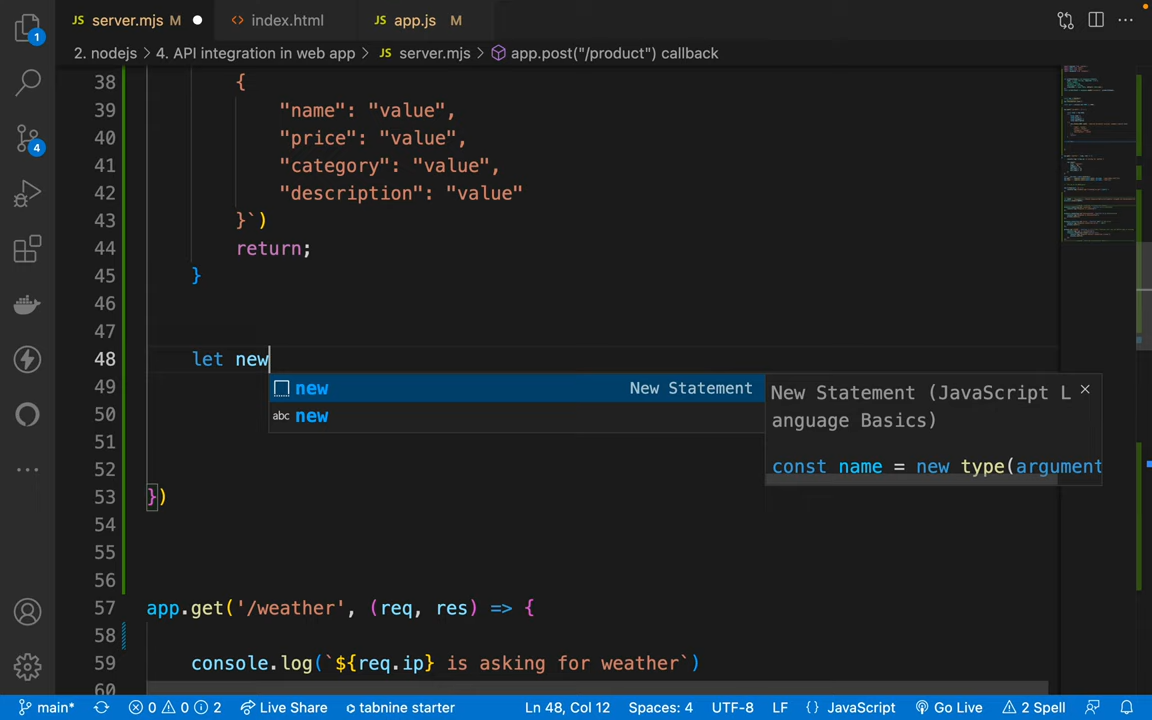 server.mjs M
index.html
app.js M
2. nodejs > 4. API integration in web app > server.mjs > app.post("/product") callback
1
4
38 {
39 "name": "value",
40 "price": "value",
41 "category": "value",
42 "description": "value"
43 }`)
44 return;
45 }
46
47
48 let new
new New Statement
abc new
New Statement (JavaScript L
anguage Basics)
const name = new type(argument
49
50
51
52
53 })
54
55
56
57 app.get('/weather', (req, res) => {
58
59 console.log(`${req.ip} is asking for weather`)
60
main* 0 0 2 Live Share tabnine starter Ln 48, Col 12 Spaces: 4 UTF-8 LF {} JavaScript Go Live 2 Spell